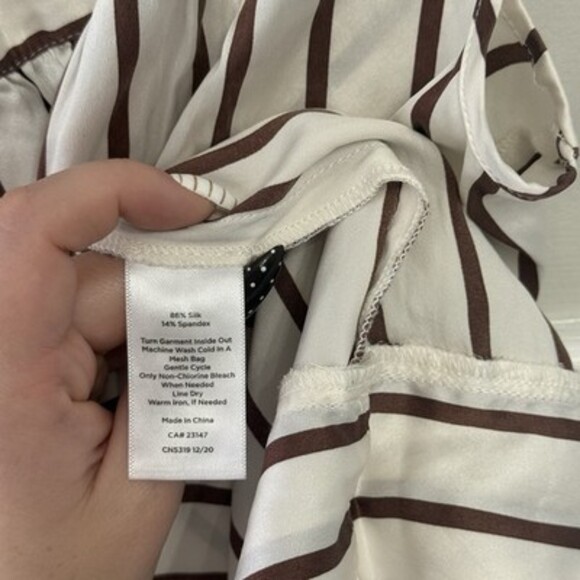 86% Silk
14% Spandex
Turn Garment Inside Out
Machine Wash Cold In A
Mesh Bag
Gentle Cycle
Only Non-Chlorine Bleach
When Needed
Line Dry
Warm Iron, if Needed
Made in China
CA# 23147
CN5319 12/20